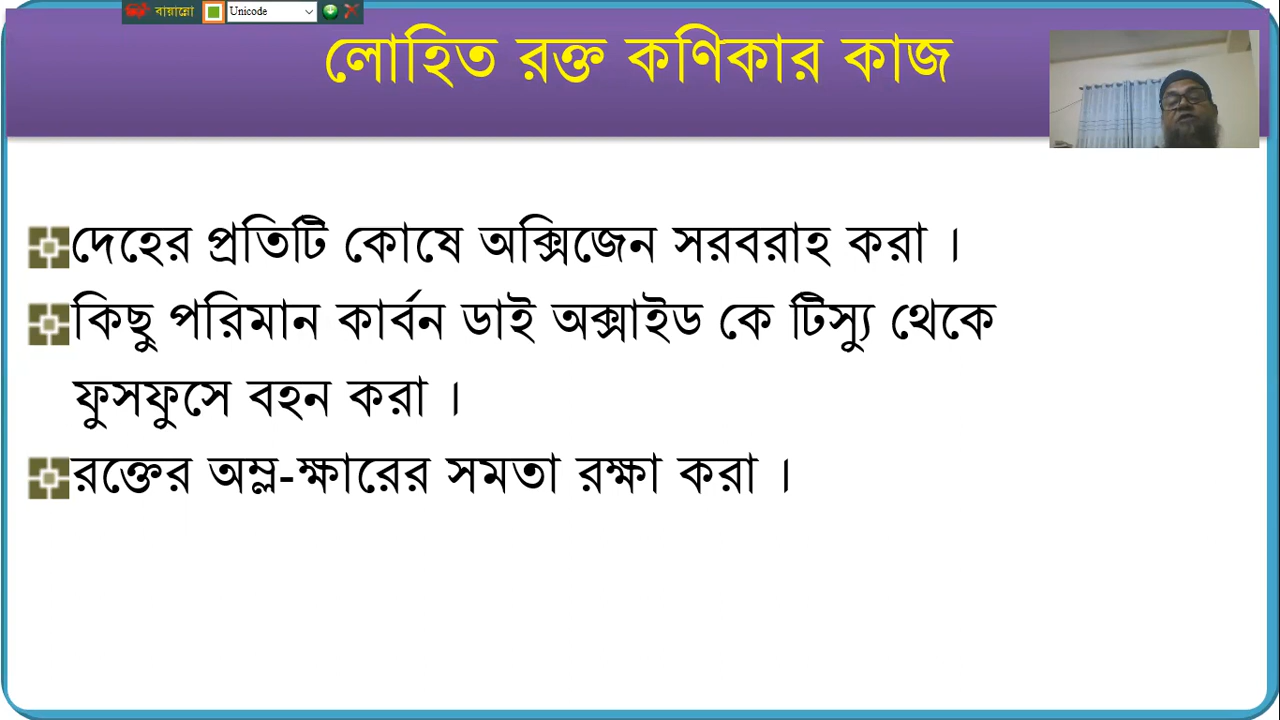 বায়ান্নো Unicode
লোহিত রক্ত কণিকার কাজ
দেহের প্রতিটি কোষে অক্সিজেন সরবরাহ করা ।
কিছু পরিমান কার্বন ডাই অক্সাইড কে টিস্যু থেকে
ফুসফুসে বহন করা ।
রক্তের অম্ল-ক্ষারের সমতা রক্ষা করা ।